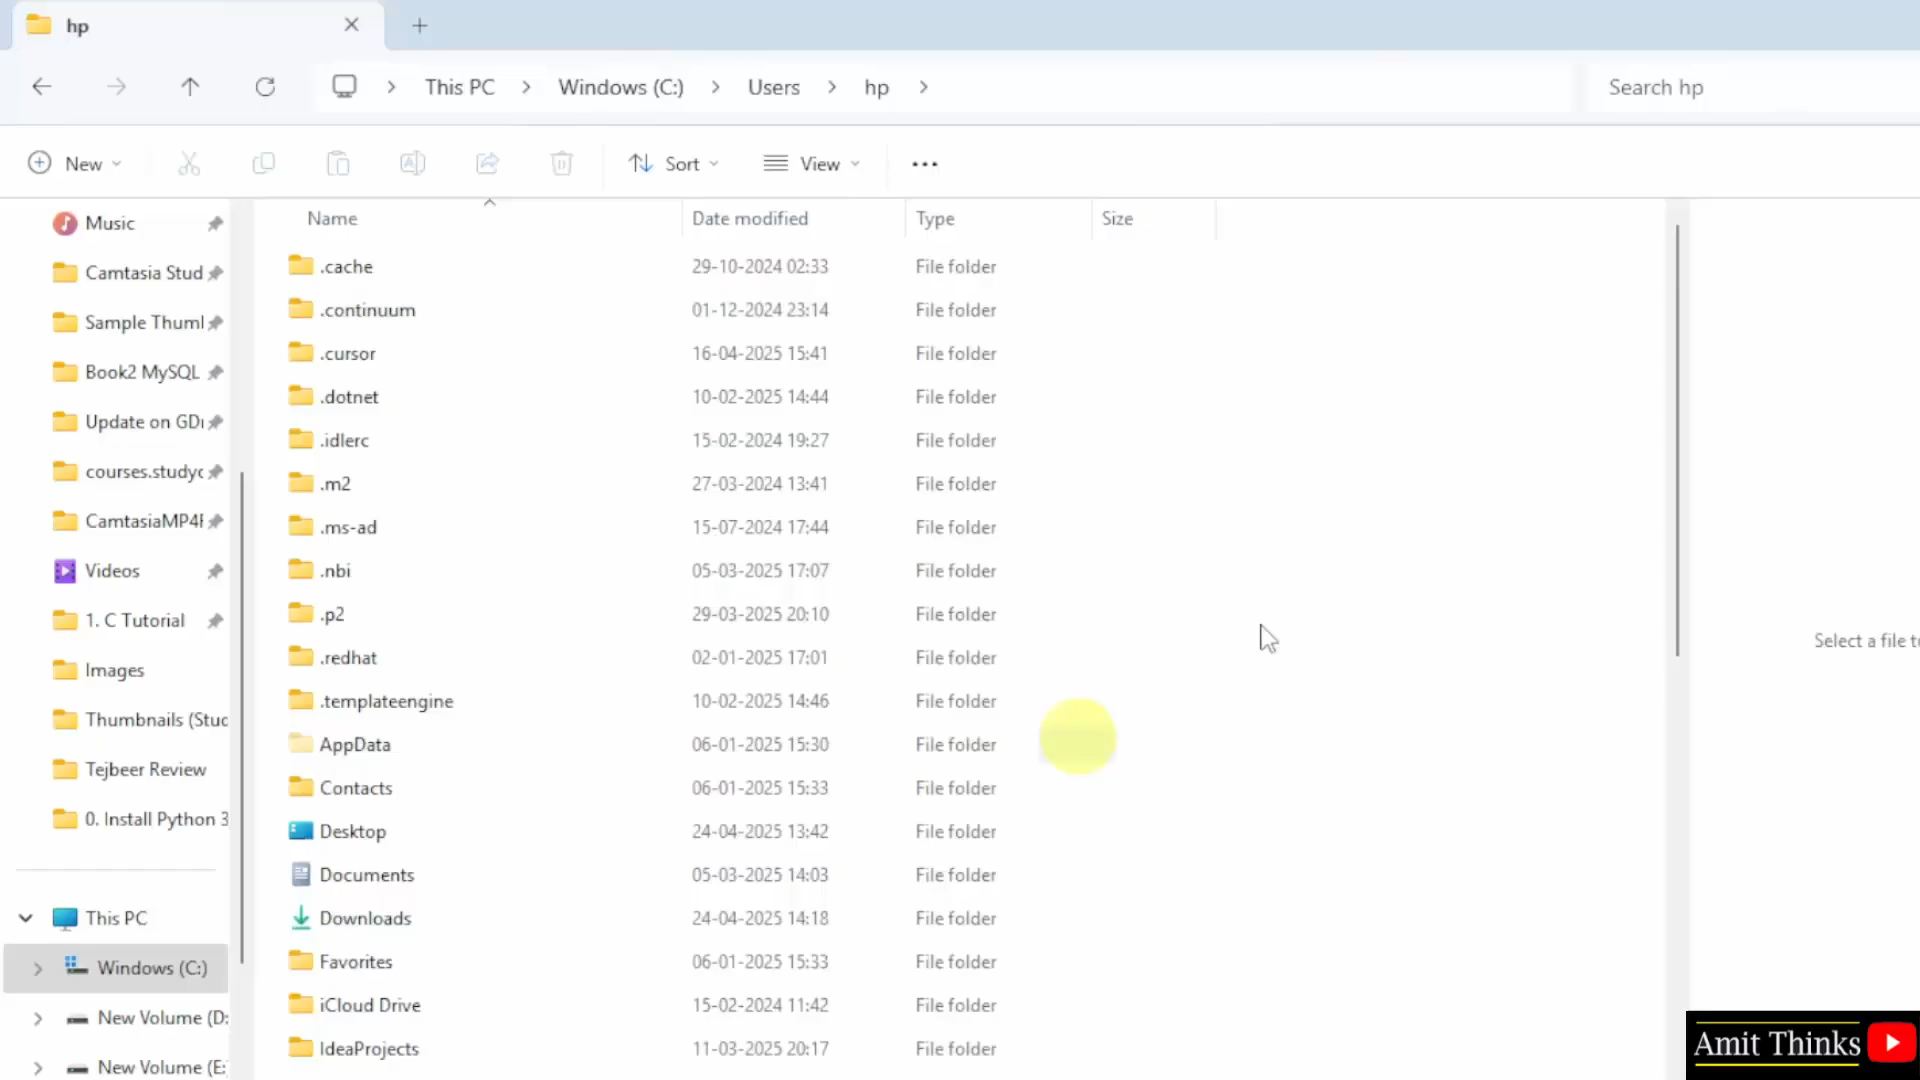 hp
This PC > Windows (C:) > Users > hp >
Search hp
New
Sort
View
Name Date modified Type Size
Music
Camtasia Stud
Sample Thuml
Book2 MySQL
Update on GD
courses.study
CamtasiaMP4
Videos
1. C Tutorial
Images
Thumbnails (Stud
Tejbeer Review
0. Install Python 3
This PC
Windows (C:)
New Volume (D:
New Volume (E:
.cache 29-10-2024 02:33 File folder
.continuum 01-12-2024 23:14 File folder
.cursor 16-04-2025 15:41 File folder
.dotnet 10-02-2025 14:44 File folder
.idlerc 15-02-2024 19:27 File folder
.m2 27-03-2024 13:41 File folder
.ms-ad 15-07-2024 17:44 File folder
.nbi 05-03-2025 17:07 File folder
.p2 29-03-2025 20:10 File folder
.redhat 02-01-2025 17:01 File folder
.templateengine 10-02-2025 14:46 File folder
AppData 06-01-2025 15:30 File folder
Contacts 06-01-2025 15:33 File folder
Desktop 24-04-2025 13:42 File folder
Documents 05-03-2025 14:03 File folder
Downloads 24-04-2025 14:18 File folder
Favorites 06-01-2025 15:33 File folder
iCloud Drive 15-02-2024 11:42 File folder
IdeaProjects 11-03-2025 20:17 File folder
Select a file to
Amit Thinks